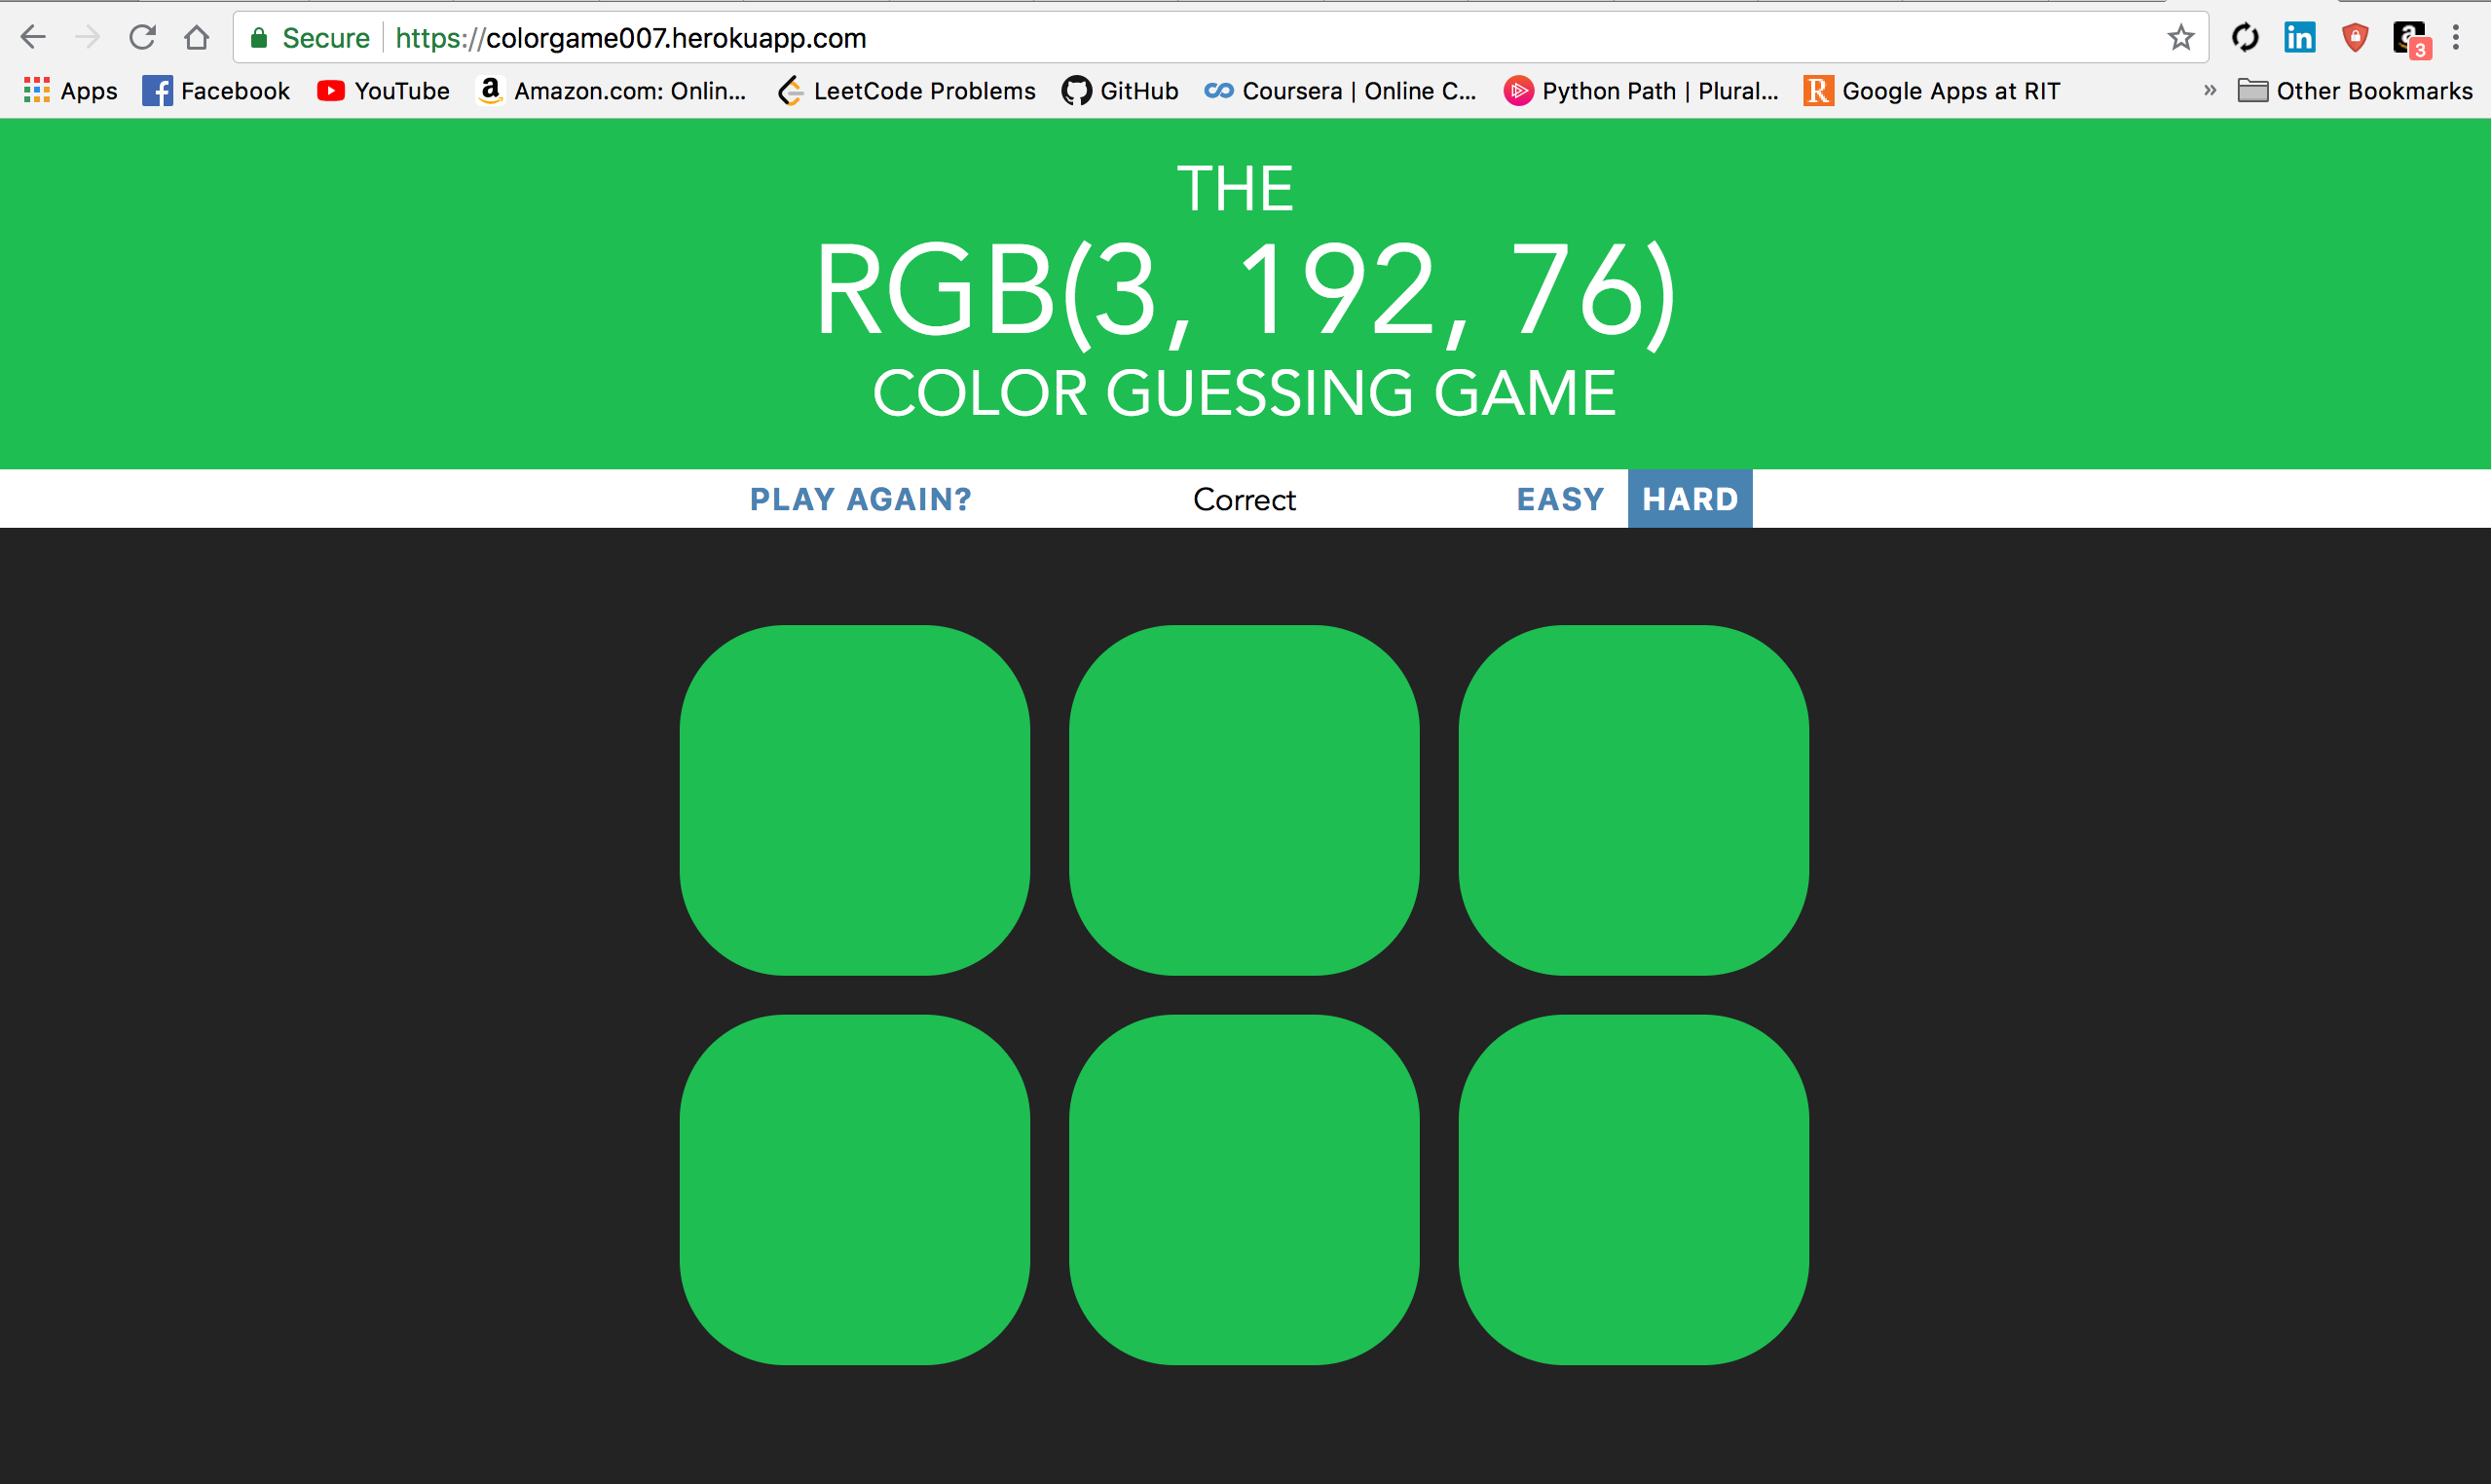 Secure https://colorgame007.herokuapp.com
3
Apps Facebook YouTube Amazon.com: Onlin... LeetCode Problems GitHub Coursera | Online C... Python Path | Plural... Google Apps at RIT » Other Bookmarks
THE
RGB(3, 192, 76)
COLOR GUESSING GAME
PLAY AGAIN? Correct EASY HARD